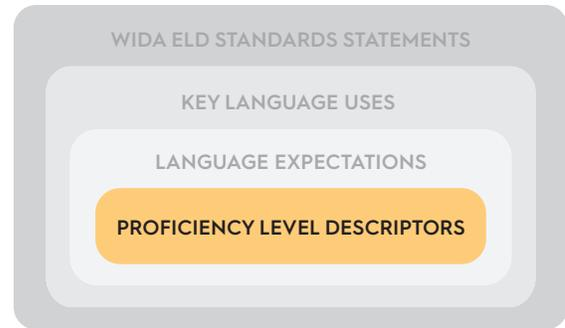 WIDA ELD STANDARDS STATEMENTS
KEY LANGUAGE USES
LANGUAGE EXPECTATIONS
PROFICIENCY LEVEL DESCRIPTORS